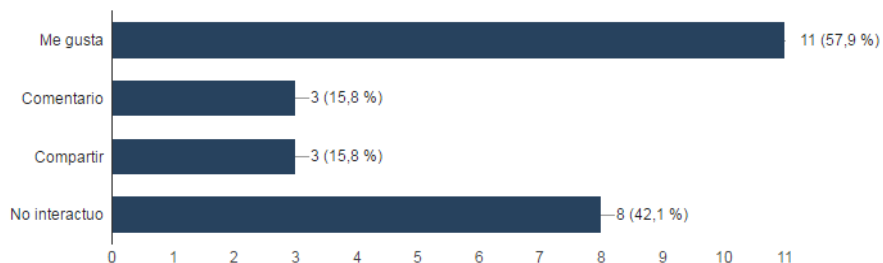 Me gusta 11 (57,9 %)
Comentario 3 (15,8 %)
Compartir 3 (15,8 %)
No interactuo 8 (42,1 %)
0 1 2 3 4 5 6 7 8 9 10 11